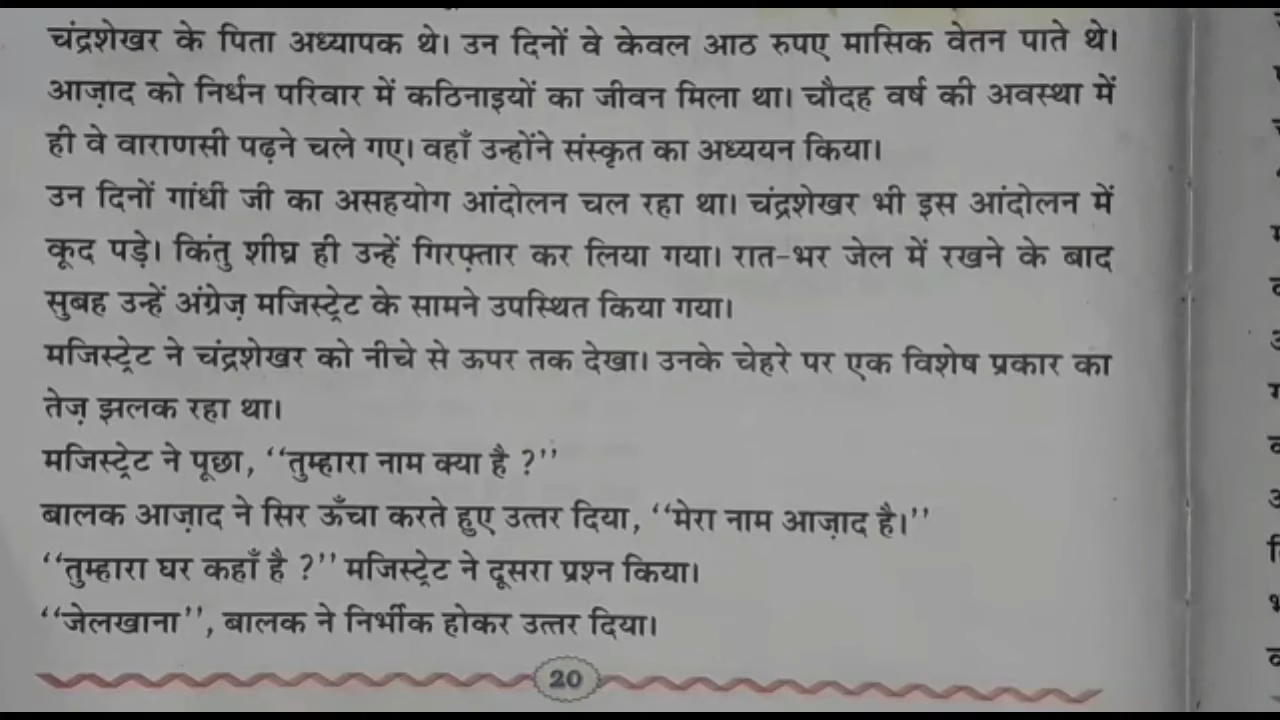 चंद्रशेखर के पिता अध्यापक थे। उन दिनों वे केवल आठ रुपए मासिक वेतन पाते थे।
आज़ाद को निर्धन परिवार में कठिनाइयों का जीवन मिला था। चौदह वर्ष की अवस्था में
ही वे वाराणसी पढ़ने चले गए। वहाँ उन्होंने संस्कृत का अध्ययन किया।
उन दिनों गांधी जी का असहयोग आंदोलन चल रहा था। चंद्रशेखर भी इस आंदोलन में
कूद पड़े। किंतु शीघ्र ही उन्हें गिरफ़्तार कर लिया गया। रात-भर जेल में रखने के बाद
सुबह उन्हें अंग्रेज़ मजिस्ट्रेट के सामने उपस्थित किया गया।
मजिस्ट्रेट ने चंद्रशेखर को नीचे से ऊपर तक देखा। उनके चेहरे पर एक विशेष प्रकार का
तेज़ झलक रहा था।
मजिस्ट्रेट ने पूछा, ‘‘तुम्हारा नाम क्या है ?’’
बालक आज़ाद ने सिर ऊँचा करते हुए उत्तर दिया, ‘‘मेरा नाम आज़ाद है।’’
‘‘तुम्हारा घर कहाँ है ?’’ मजिस्ट्रेट ने दूसरा प्रश्न किया।
‘‘जेलखाना’’, बालक ने निर्भीक होकर उत्तर दिया।
20